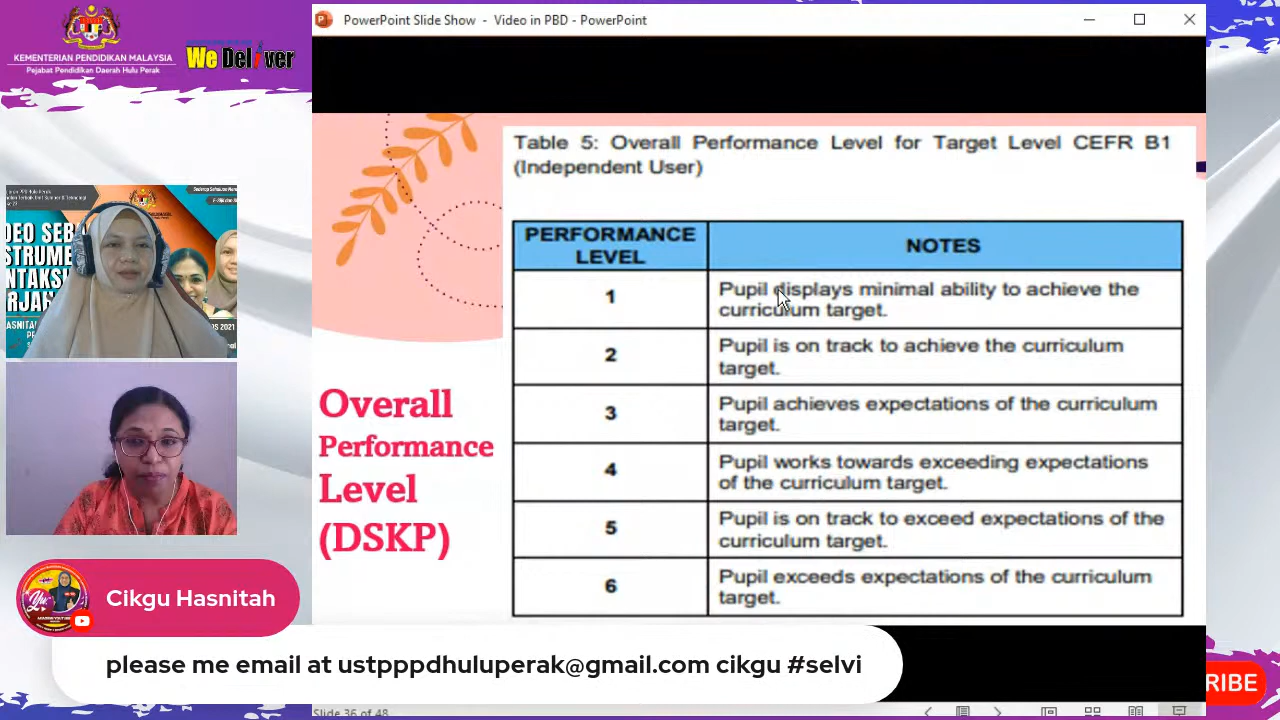 KEMENTERIAN PENDIDIKAN MALAYSIA
Pejabat Pendidikan Daerah Hulu Perak
We Deliver
PowerPoint Slide Show - Video in PBD - PowerPoint
Table 5: Overall Performance Level for Target Level CEFR B1
(Independent User)
PERFORMANCE
LEVEL
NOTES
1
Pupil displays minimal ability to achieve the
curriculum target.
2
Pupil is on track to achieve the curriculum
target.
3
Pupil achieves expectations of the curriculum
target.
4
Pupil works towards exceeding expectations
of the curriculum target.
5
Pupil is on track to exceed expectations of the
curriculum target.
6
Pupil exceeds expectations of the curriculum
target.
Overall
Performance
Level
(DSKP)
Cikgu Hasnitah
please me email at ustpppdhuluperak@gmail.com cikgu #selvi
RIBE
Slide 36 of 48